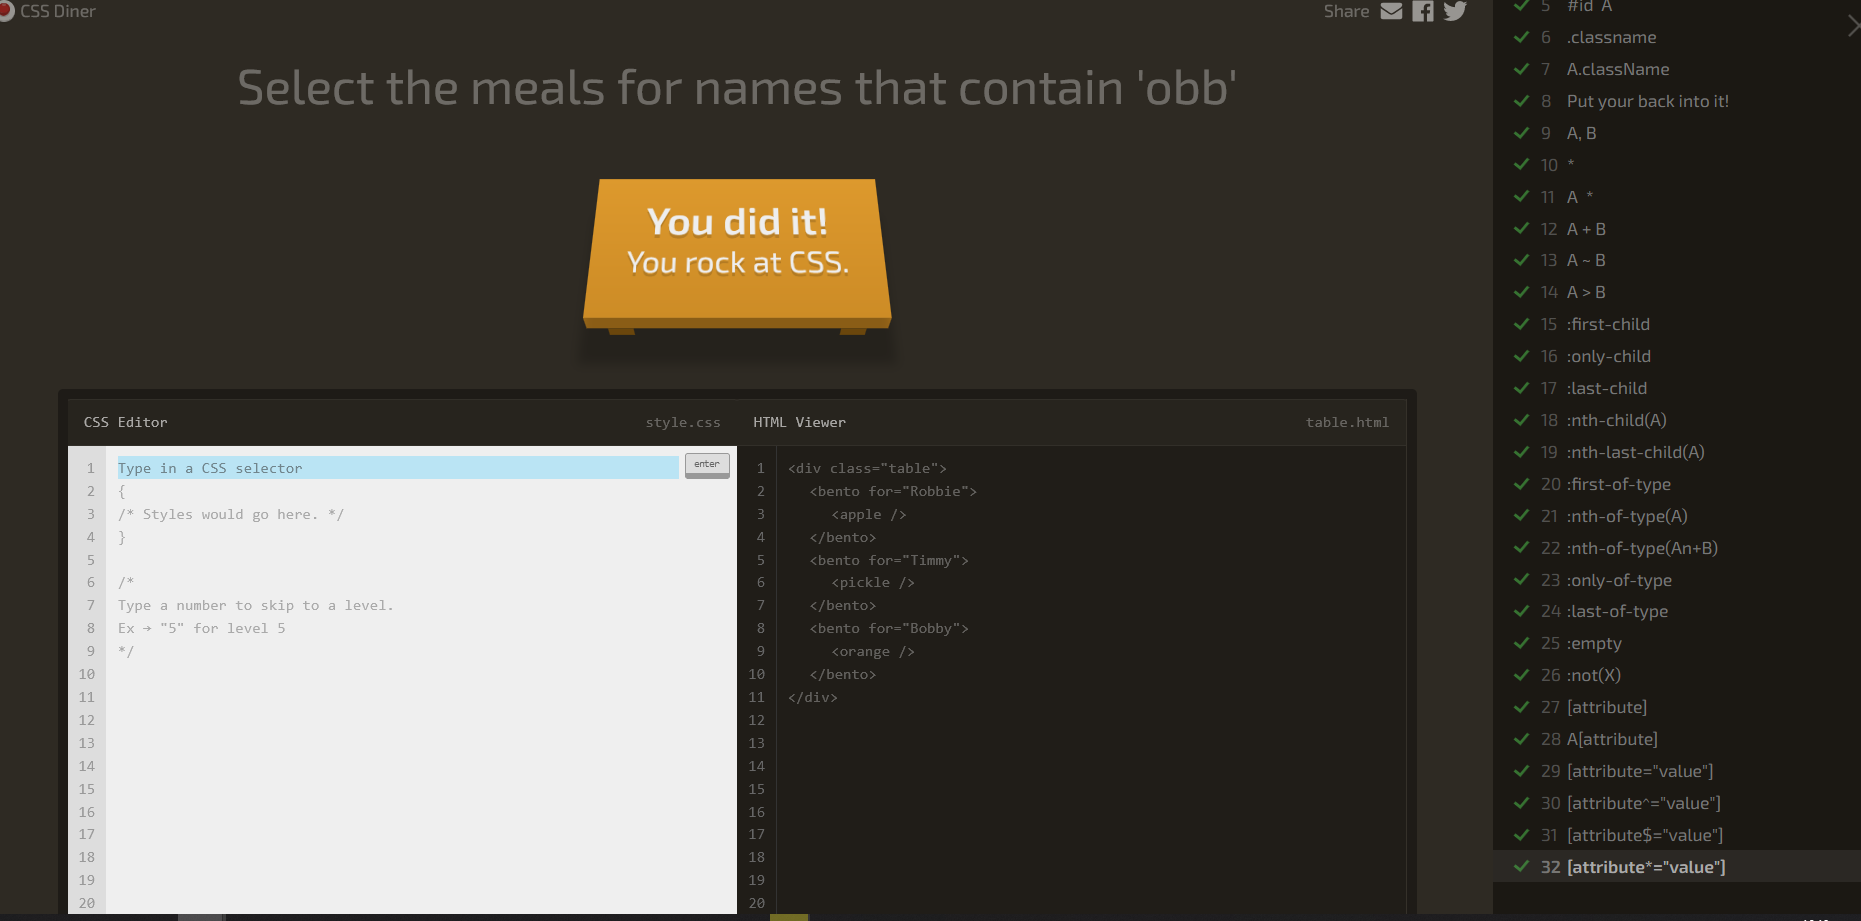 CSS Diner
Share
Select the meals for names that contain 'obb'
You did it!
You rock at CSS.
CSS Editor style.css
1 Type in a CSS selector enter
2 {
3 /* Styles would go here. */
4 }
5
6 /*
7 Type a number to skip to a level.
8 Ex → "5" for level 5
9 */
10
11
12
13
14
15
16
17
18
19
20
HTML Viewer table.html
1 <div class="table">
2 <bento for="Robbie">
3 <apple />
4 </bento>
5 <bento for="Timmy">
6 <pickle />
7 </bento>
8 <bento for="Bobby">
9 <orange />
10 </bento>
11 </div>
12
13
14
15
16
17
18
19
20
5 #id A
6 .classname
7 A.className
8 Put your back into it!
9 A, B
10 *
11 A *
12 A + B
13 A ~ B
14 A > B
15 :first-child
16 :only-child
17 :last-child
18 :nth-child(A)
19 :nth-last-child(A)
20 :first-of-type
21 :nth-of-type(A)
22 :nth-of-type(An+B)
23 :only-of-type
24 :last-of-type
25 :empty
26 :not(X)
27 [attribute]
28 A[attribute]
29 [attribute="value"]
30 [attribute^="value"]
31 [attribute$="value"]
32 [attribute*="value"]